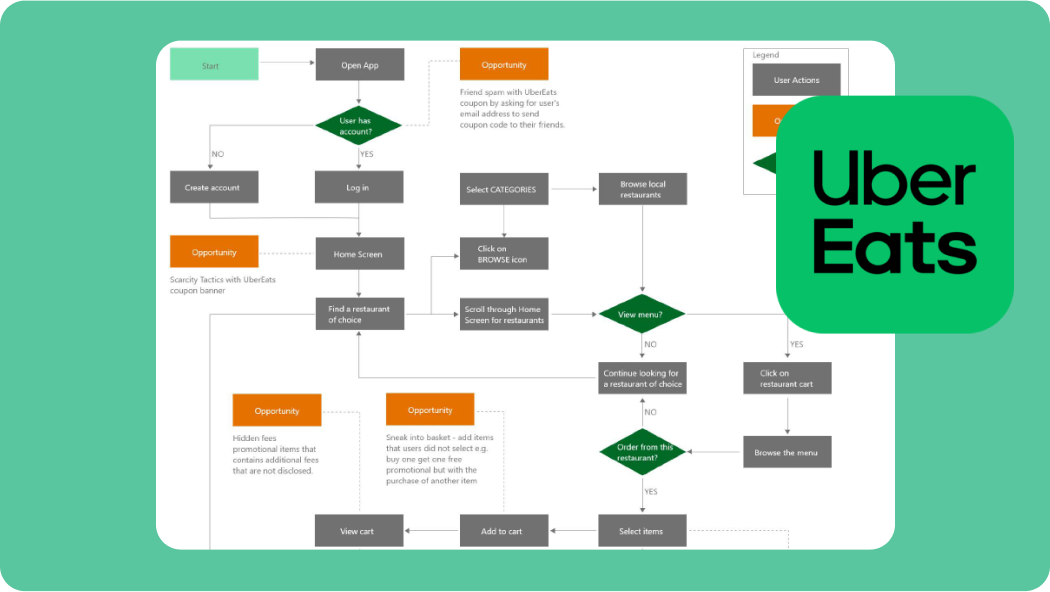 Start
Open App
Opportunity
Friend spam with UberEats
coupon by asking for user's
email address to send
coupon code to their friends.
Legend
User Actions
User has
account?
NO
YES
Create account
Log in
Select CATEGORIES
Browse local
restaurants
Uber
Eats
Opportunity
Scarcity Tactics with UberEats
coupon banner
Home Screen
Click on
BROWSE icon
Find a restaurant
of choice
Scroll through Home
Screen for restaurants
View menu?
NO
YES
Continue looking for
a restaurant of choice
Click on
restaurant cart
Opportunity
Hidden fees
promotional items that
contains additional fees
that are not disclosed.
Opportunity
Sneak into basket - add items
that users did not select e.g.
buy one get one free
promotional but with the
purchase of another item
NO
Order from this
restaurant?
Browse the menu
YES
View cart
Add to cart
Select items